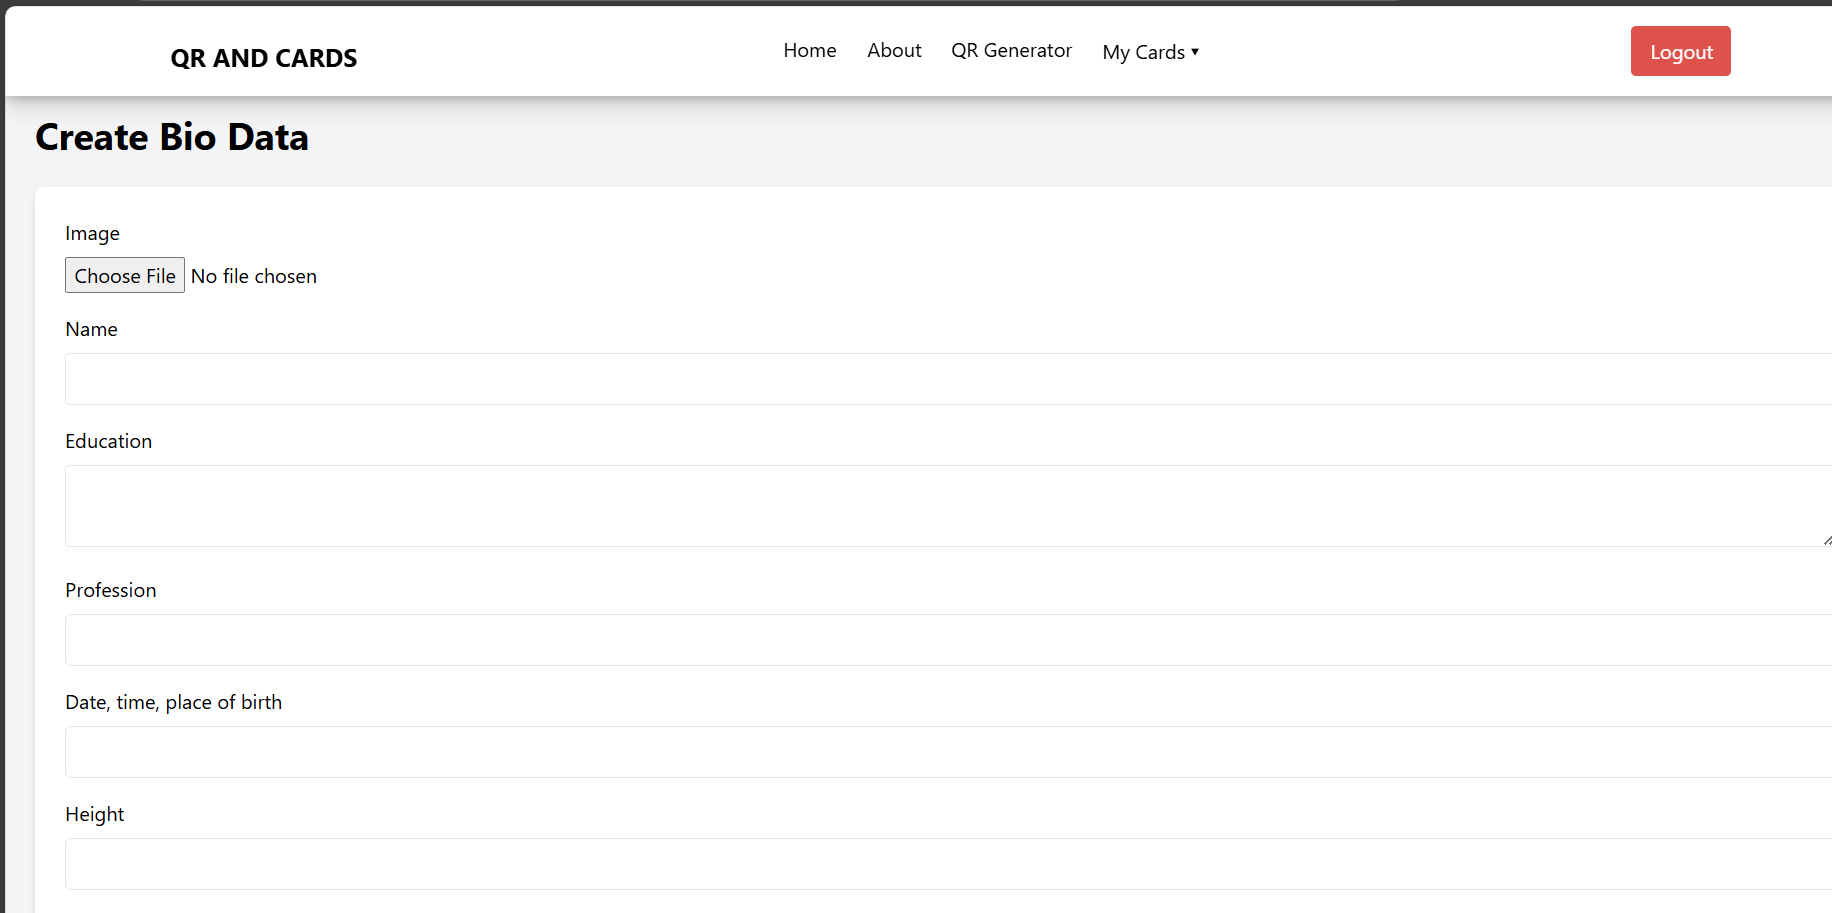 QR AND CARDS
Home About QR Generator My Cards ▾
Logout
Create Bio Data
Image
Choose File No file chosen
Name
Education
Profession
Date, time, place of birth
Height